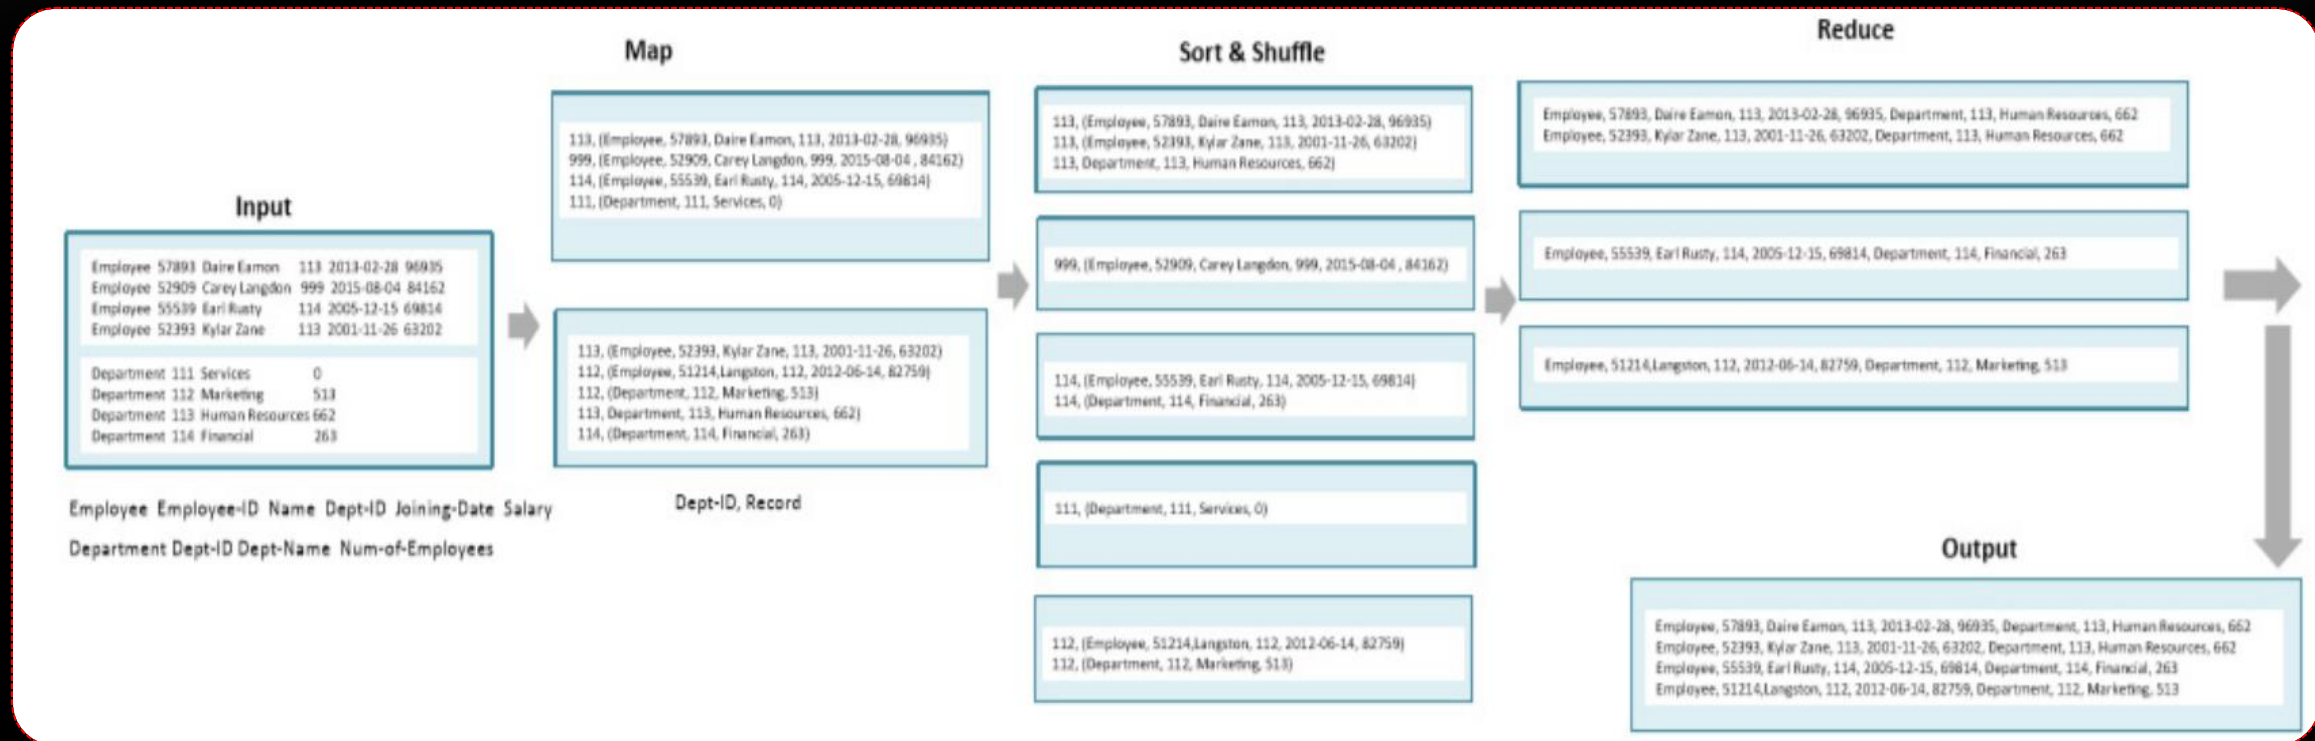 Input
Employee 57893 Daire Eamon 113 2013-02-28 96935
Employee 52909 Carey Langdon 999 2015-08-04 84162
Employee 55539 Earl Rusty 114 2005-12-15 69814
Employee 52393 Kylar Zane 113 2001-11-26 63202
Department 111 Services 0
Department 112 Marketing 513
Department 113 Human Resources 662
Department 114 Financial 263
Employee Employee-ID Name Dept-ID Joining-Date Salary
Department Dept-ID Dept-Name Num-of-Employees
Map
113, (Employee, 57893, Daire Eamon, 113, 2013-02-28, 96935)
999, (Employee, 52909, Carey Langdon, 999, 2015-08-04 , 84162)
114, (Employee, 55539, Earl Rusty, 114, 2005-12-15, 69814)
111, (Department, 111, Services, 0)
113, (Employee, 52393, Kylar Zane, 113, 2001-11-26, 63202)
112, (Employee, 51214,Langston, 112, 2012-06-14, 82759)
112, (Department, 112, Marketing, 513)
113, Department, 113, Human Resources, 662)
114, (Department, 114, Financial, 263)
Dept-ID, Record
Sort & Shuffle
113, (Employee, 57893, Daire Eamon, 113, 2013-02-28, 96935)
113, (Employee, 52393, Kylar Zane, 113, 2001-11-26, 63202)
113, Department, 113, Human Resources, 662)
999, (Employee, 52909, Carey Langdon, 999, 2015-08-04 , 84162)
114, (Employee, 55539, Earl Rusty, 114, 2005-12-15, 69814)
114, (Department, 114, Financial, 263)
111, (Department, 111, Services, 0)
112, (Employee, 51214,Langston, 112, 2012-06-14, 82759)
112, (Department, 112, Marketing, 513)
Reduce
Employee, 57893, Daire Eamon, 113, 2013-02-28, 96935, Department, 113, Human Resources, 662
Employee, 52393, Kylar Zane, 113, 2001-11-26, 63202, Department, 113, Human Resources, 662
Employee, 55539, Earl Rusty, 114, 2005-12-15, 69814, Department, 114, Financial, 263
Employee, 51214,Langston, 112, 2012-06-14, 82759, Department, 112, Marketing, 513
Output
Employee, 57893, Daire Eamon, 113, 2013-02-28, 96935, Department, 113, Human Resources, 662
Employee, 52393, Kylar Zane, 113, 2001-11-26, 63202, Department, 113, Human Resources, 662
Employee, 55539, Earl Rusty, 114, 2005-12-15, 69814, Department, 114, Financial, 263
Employee, 51214,Langston, 112, 2012-06-14, 82759, Department, 112, Marketing, 513